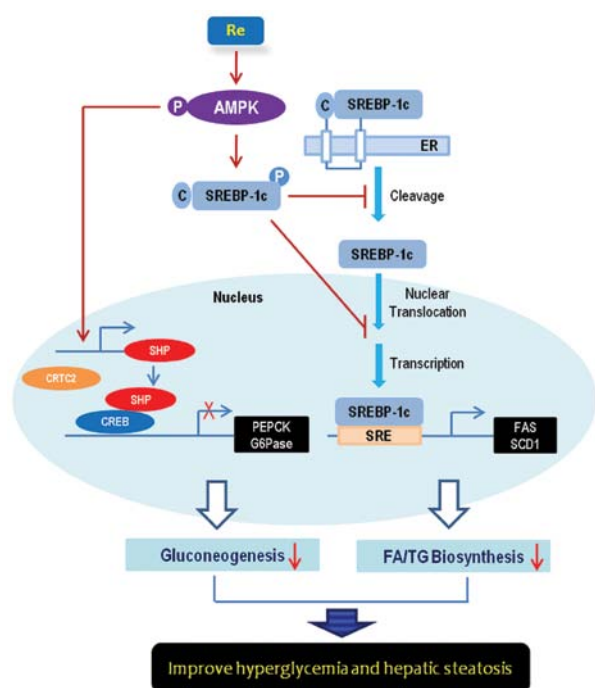 Re
P
AMPK
C
SREBP-1c
ER
P
C
SREBP-1c
Cleavage
SREBP-1c
Nucleus
Nuclear
Translocation
SHP
Transcription
CRTC2
SHP
CREB
PEPCK
G6Pase
SREBP-1c
SRE
FAS
SCD1
Gluconeogenesis
FA/TG Biosynthesis
Improve hyperglycemia and hepatic steatosis